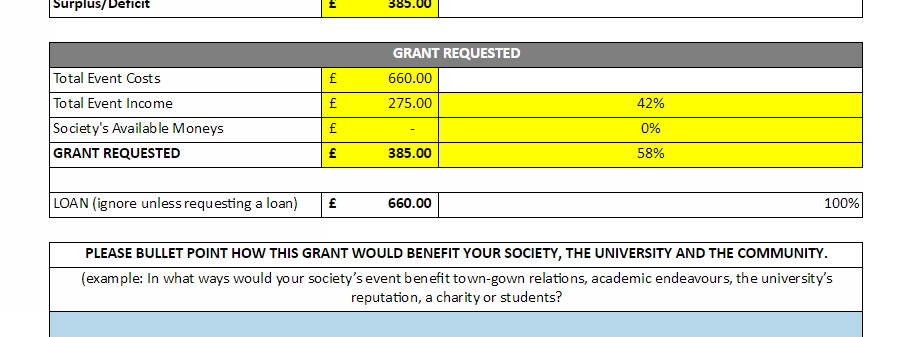 Surplus/Deficit £ 385.00
GRANT REQUESTED
Total Event Costs £ 660.00
Total Event Income £ 275.00 42%
Society's Available Moneys £ - 0%
GRANT REQUESTED £ 385.00 58%
LOAN (ignore unless requesting a loan) £ 660.00 100%
PLEASE BULLET POINT HOW THIS GRANT WOULD BENEFIT YOUR SOCIETY, THE UNIVERSITY AND THE COMMUNITY.
(example: In what ways would your society's event benefit town-gown relations, academic endeavours, the university's
reputation, a charity or students?